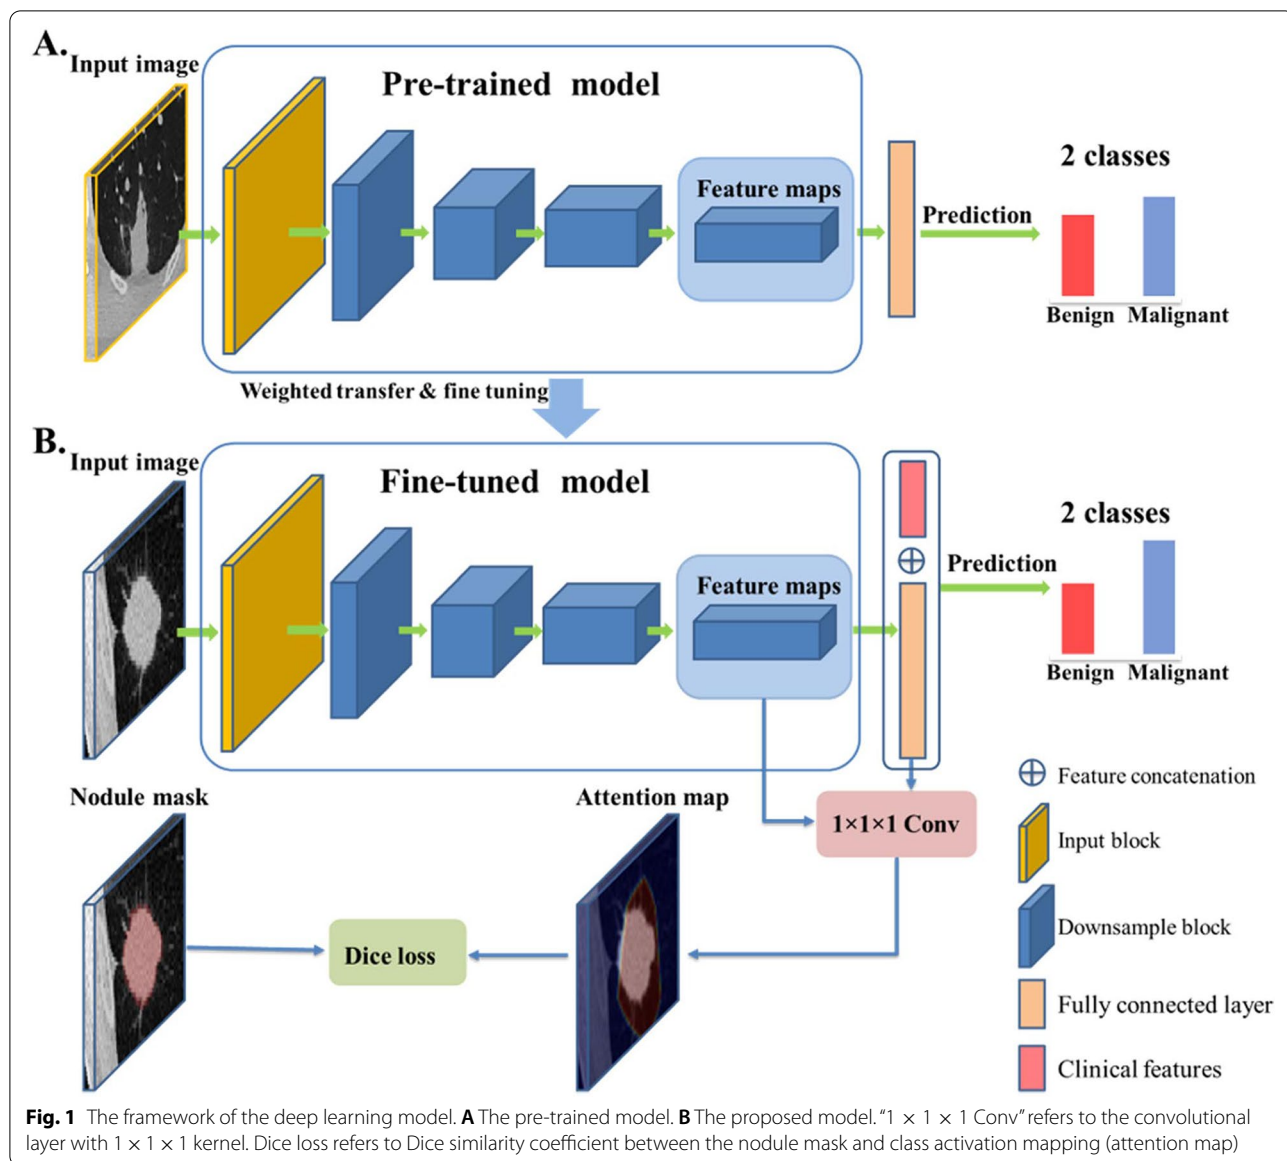 A.
Input image
Pre-trained model
Feature maps
Prediction
2 classes
Benign Malignant
Weighted transfer & fine tuning
B.
Input image
Fine-tuned model
Feature maps
Prediction
2 classes
Benign Malignant
Nodule mask
Attention map
1×1×1 Conv
Dice loss
Feature concatenation
Input block
Downsample block
Fully connected layer
Clinical features
Fig. 1 The framework of the deep learning model. A The pre-trained model. B The proposed model. “1 × 1 × 1 Conv” refers to the convolutional
layer with 1 × 1 × 1 kernel. Dice loss refers to Dice similarity coefficient between the nodule mask and class activation mapping (attention map)